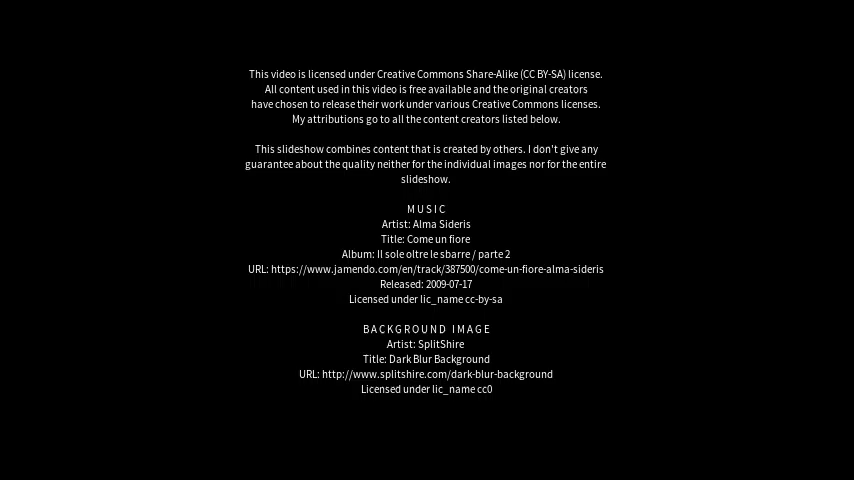 This video is licensed under Creative Commons Share-Alike (CC BY-SA) license.
All content used in this video is free available and the original creators
have chosen to release their work under various Creative Commons licenses.
My attributions go to all the content creators listed below.
This slideshow combines content that is created by others. I don't give any
guarantee about the quality neither for the individual images nor for the entire
slideshow.
MUSIC
Artist: Alma Sideris
Title: Come un fiore
Album: Il sole oltre le sbarre / parte 2
URL: https://www.jamendo.com/en/track/387500/come-un-fiore-alma-sideris
Released: 2009-07-17
Licensed under lic_name cc-by-sa
BACKGROUND IMAGE
Artist: SplitShire
Title: Dark Blur Background
URL: http://www.splitshire.com/dark-blur-background
Licensed under lic_name cc0